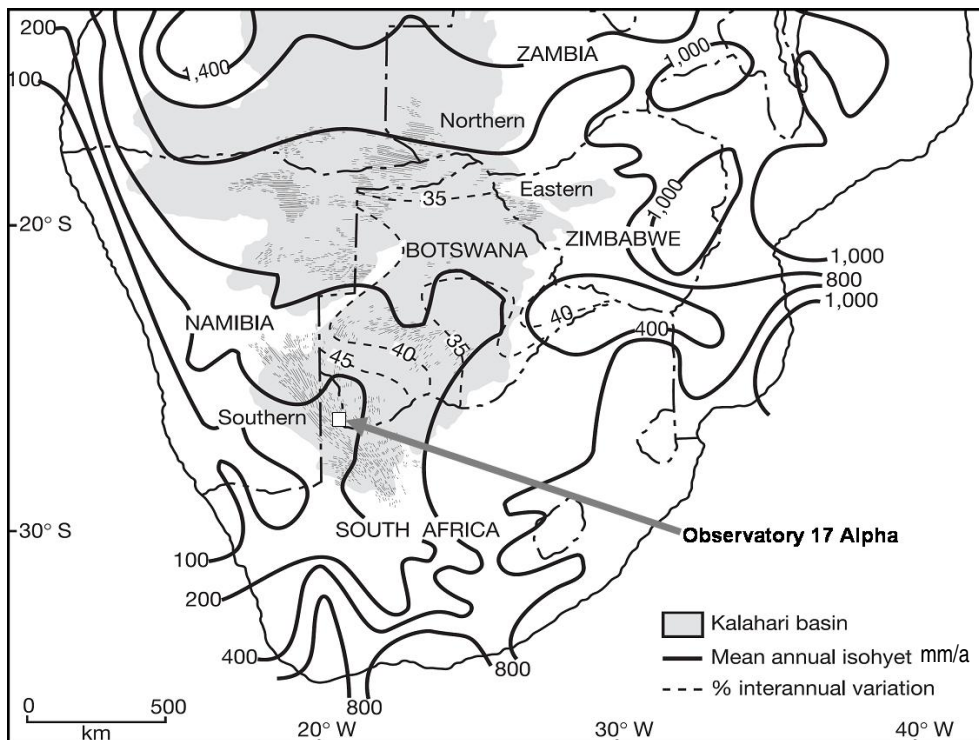 200
100
1,400
ZAMBIA
1,000
Northern
Eastern
35
20° S
1,000
BOTSWANA
ZIMBABWE
1,000
800
1,000
NAMIBIA
40
400
35
40
45
Southern
30° S
SOUTH AFRICA
Observatory 17 Alpha
100
200
400
800
800
Kalahari basin
Mean annual isohyet mm/a
% interannual variation
0 500
km
20° W 30° W 40° W